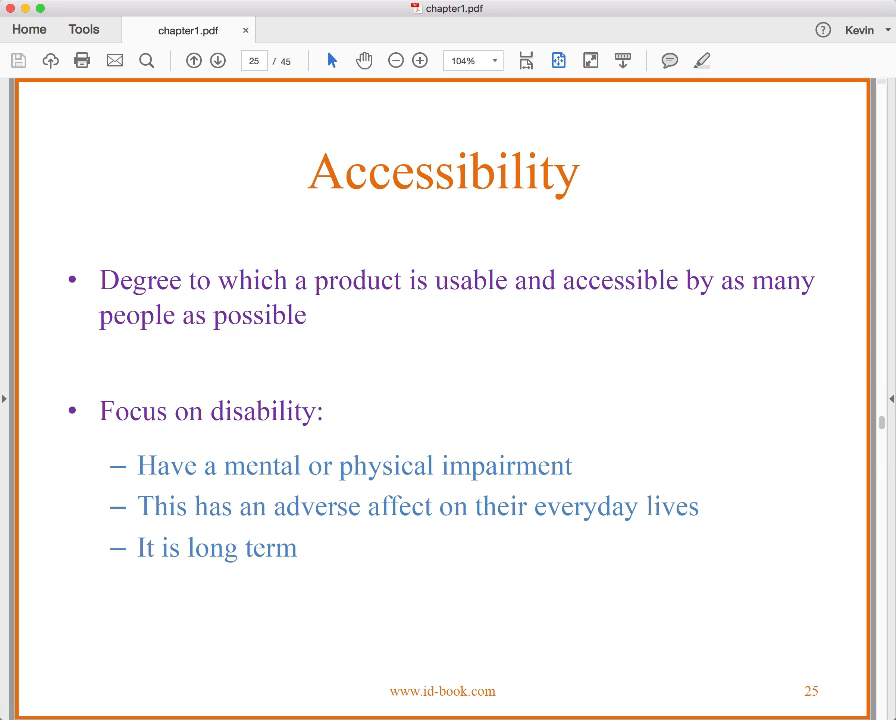 chapter1.pdf
Home
Tools
chapter1.pdf
×
?
Kevin
25 / 45
104%
Accessibility
• Degree to which a product is usable and accessible by as many
people as possible
• Focus on disability:
– Have a mental or physical impairment
– This has an adverse affect on their everyday lives
– It is long term
www.id-book.com
25